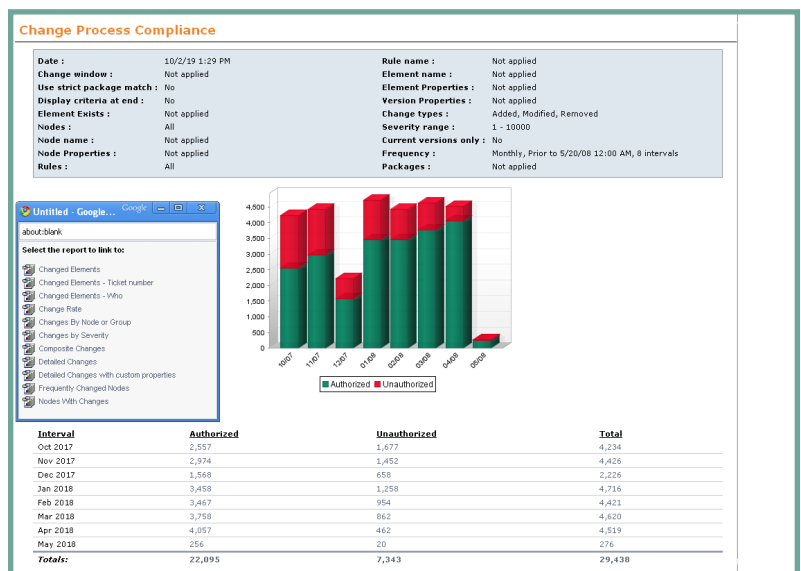 Change Process Compliance
Date : 10/2/19 1:29 PM Rule name : Not applied
Change window : Not applied Element name : Not applied
Use strict package match : No Element Properties : Not applied
Display criteria at end : No Version Properties : Not applied
Element Exists : Not applied Change types : Added, Modified, Removed
Nodes : All Severity range : 1 - 10000
Node name : Not applied Current versions only : No
Node Properties : Not applied Frequency : Monthly, Prior to 5/20/08 12:00 AM, 8 intervals
Rules : All Packages : Not applied
Untitled - Google... Google
about:blank
Select the report to link to:
Changed Elements
Changed Elements - Ticket number
Changed Elements - Who
Change Rate
Changes By Node or Group
Changes by Severity
Composite Changes
Detailed Changes
Detailed Changes with custom properties
Frequently Changed Nodes
Nodes With Changes
4,500
4,000
3,500
3,000
2,500
2,000
1,500
1,000
500
0
10/07 11/07 12/07 01/08 02/08 03/08 04/08 05/08
Authorized Unauthorized
Interval Authorized Unauthorized Total
Oct 2017 2,557 1,677 4,234
Nov 2017 2,974 1,452 4,426
Dec 2017 1,568 658 2,226
Jan 2018 3,458 1,258 4,716
Feb 2018 3,467 954 4,421
Mar 2018 3,758 862 4,620
Apr 2018 4,057 462 4,519
May 2018 256 20 276
Totals: 22,095 7,343 29,438